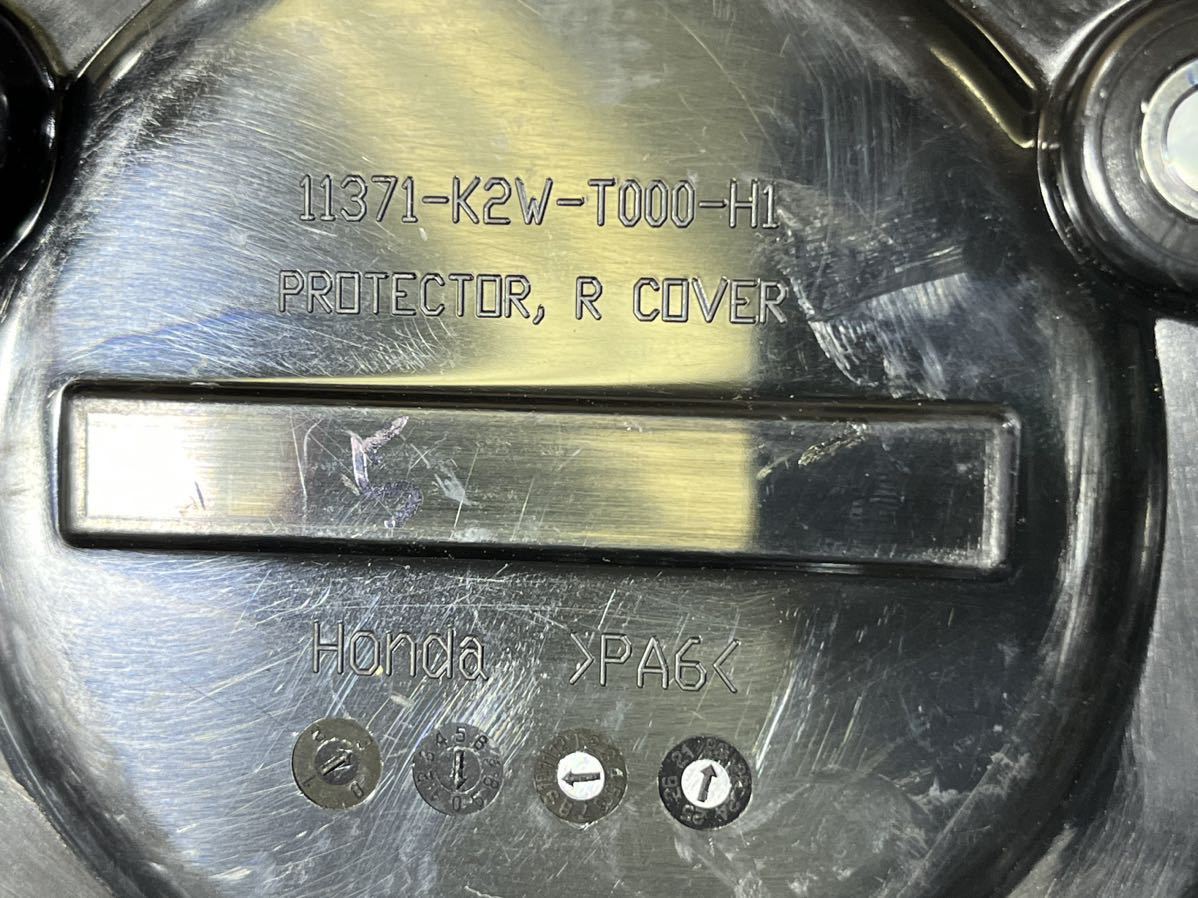 11371-K2W-T000-H1
PROTECTOR, R COVER
Honda >PA6<